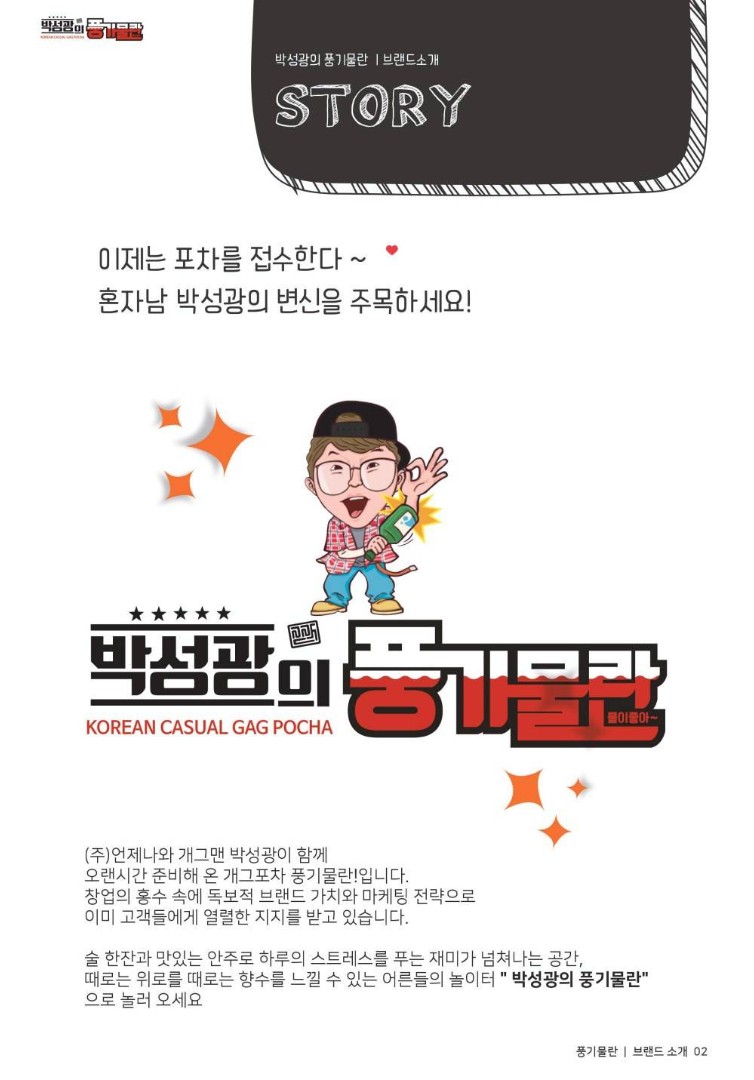 박성광의 풍기물란
KOREAN CASUAL GAG POCHA
박성광의 풍기물란 | 브랜드소개
STORY
이제는 포차를 접수한다 ~
혼자남 박성광의 변신을 주목하세요!
박성광의 풍기물란
물이좋아~
KOREAN CASUAL GAG POCHA
(주)언제나와 개그맨 박성광이 함께
오랜시간 준비해 온 개그포차 풍기물란!입니다.
창업의 홍수 속에 독보적 브랜드 가치와 마케팅 전략으로
이미 고객들에게 열렬한 지지를 받고 있습니다.
술 한잔과 맛있는 안주로 하루의 스트레스를 푸는 재미가 넘쳐나는 공간,
때로는 위로를 때로는 향수를 느낄 수 있는 어른들의 놀이터 " 박성광의 풍기물란"
으로 놀러 오세요
풍기물란 | 브랜드 소개 02